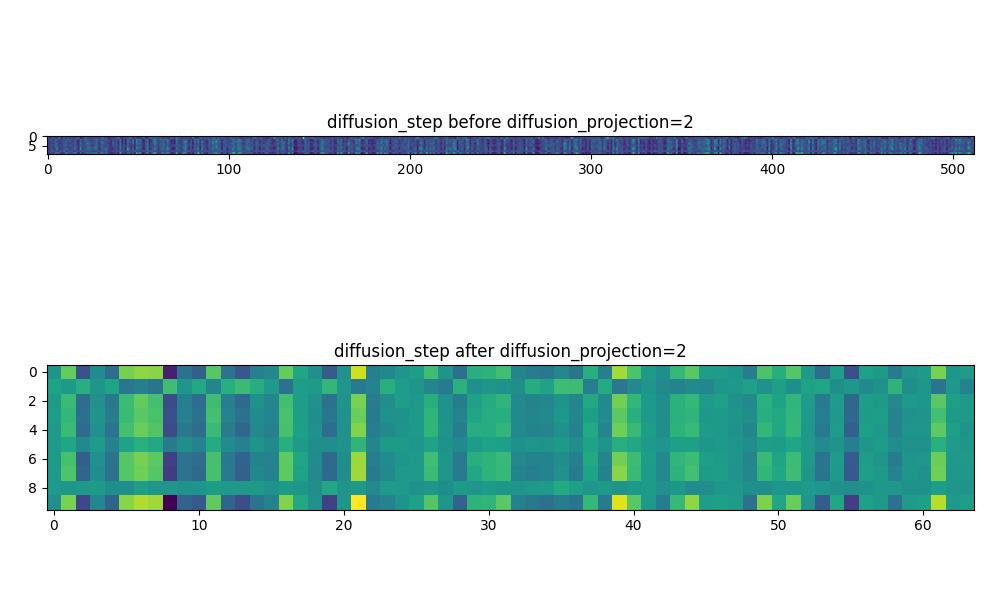 diffusion_step before diffusion_projection=2
0
5
0 100 200 300 400 500
diffusion_step after diffusion_projection=2
0
2
4
6
8
0 10 20 30 40 50 60